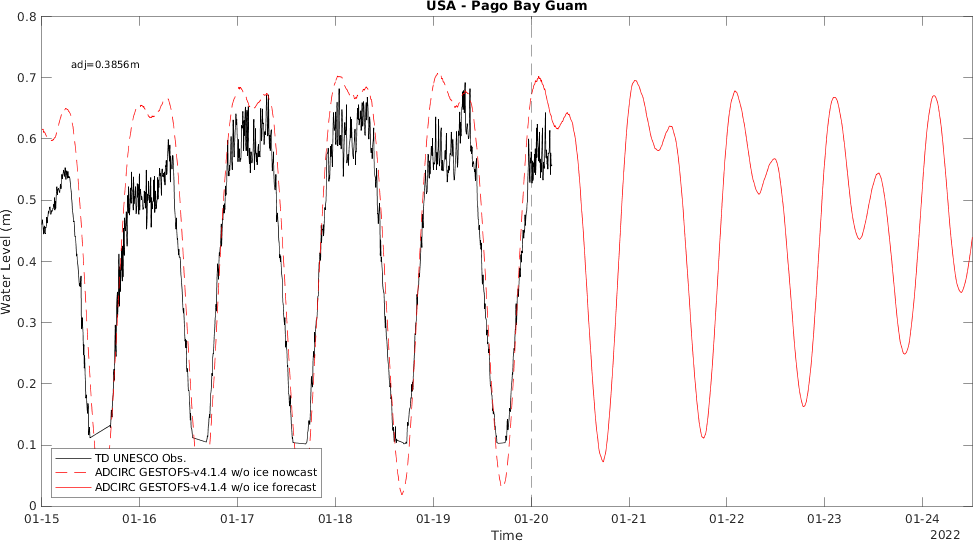 USA - Pago Bay Guam
adj=0.3856m
Water Level (m)
0.8
0.7
0.6
0.5
0.4
0.3
0.2
0.1
0
TD UNESCO Obs.
ADCIRC GESTOFS-v4.1.4 w/o ice nowcast
ADCIRC GESTOFS-v4.1.4 w/o ice forecast
01-15 01-16 01-17 01-18 01-19 01-20 01-21 01-22 01-23 01-24
Time
2022